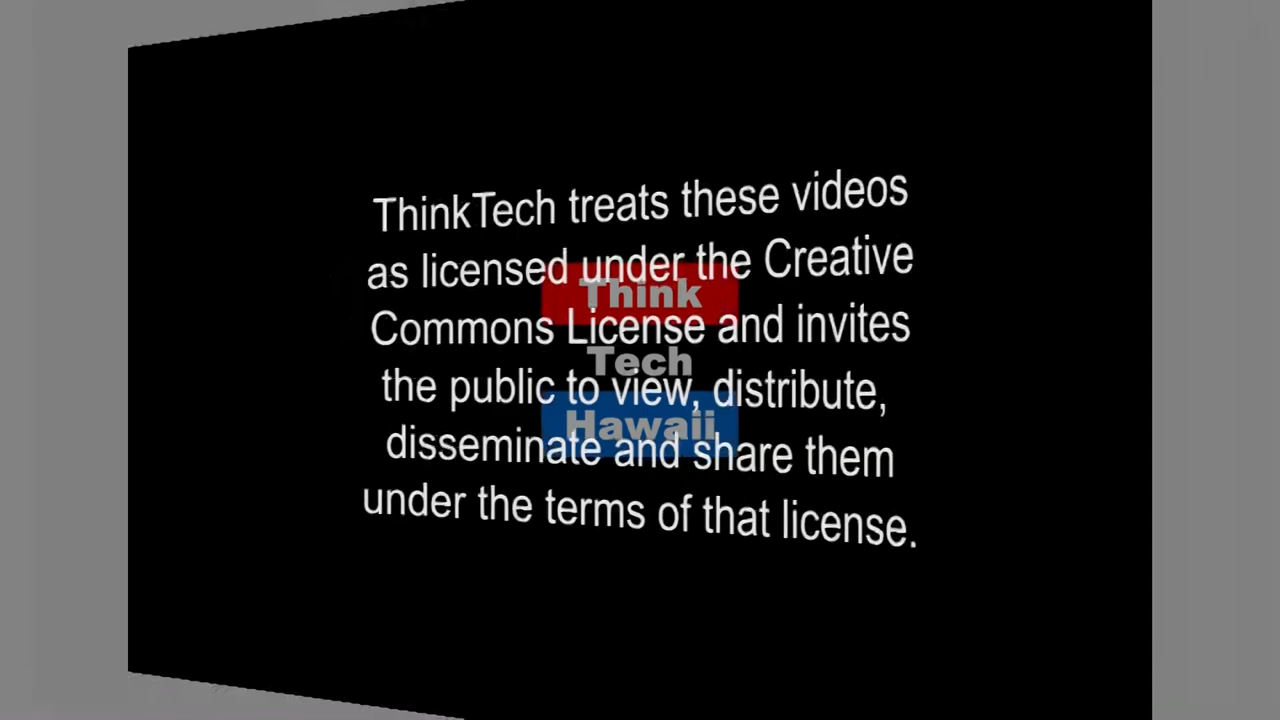 ThinkTech treats these videos
as licensed under the Creative
Think
Commons License and invites
Tech
the public to view, distribute,
Hawaii
disseminate and share them
under the terms of that license.